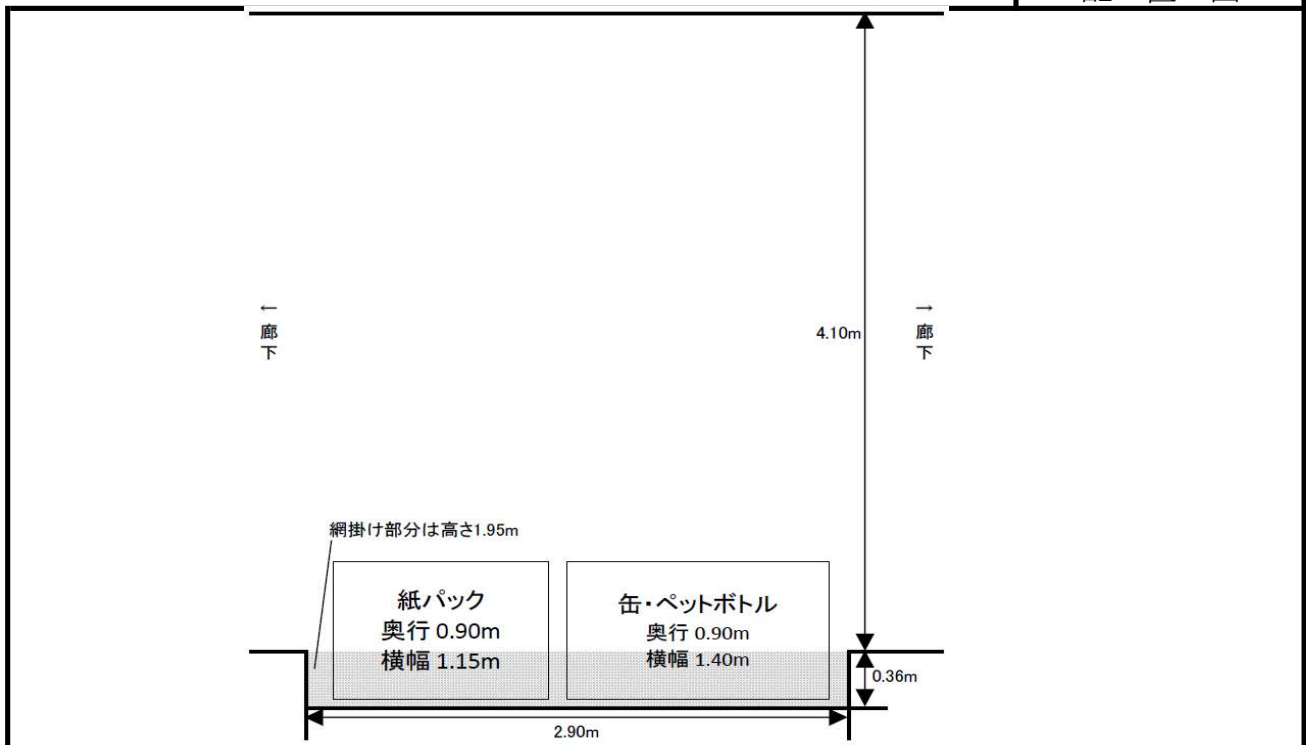 ← 廊下
4.10m
→ 廊下
網掛け部分は高さ1.95m
紙パック
奥行 0.90m
横幅 1.15m
缶・ペットボトル
奥行 0.90m
横幅 1.40m
0.36m
2.90m